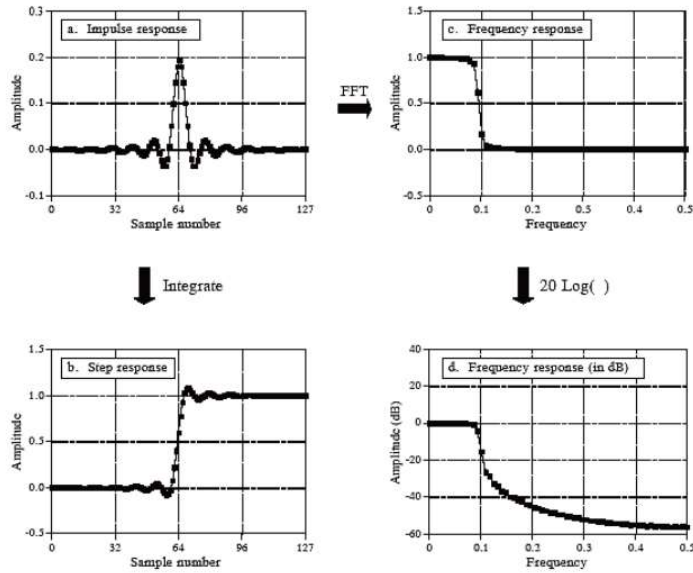 a. Impulse response
0.3
0.2
0.1
0.0
-0.1
Amplitude
0 32 64 96 127
Sample number
FFT
c. Frequency response
1.5
1.0
0.5
0.0
-0.5
Amplitude
0 0.1 0.2 0.3 0.4 0.5
Frequency
Integrate
20 Log( )
b. Step response
1.5
1.0
0.5
0.0
-0.5
Amplitude
0 32 64 96 127
Sample number
d. Frequency response (in dB)
40
20
0
-20
-40
-60
Amplitude (dB)
0 0.1 0.2 0.3 0.4 0.5
Frequency